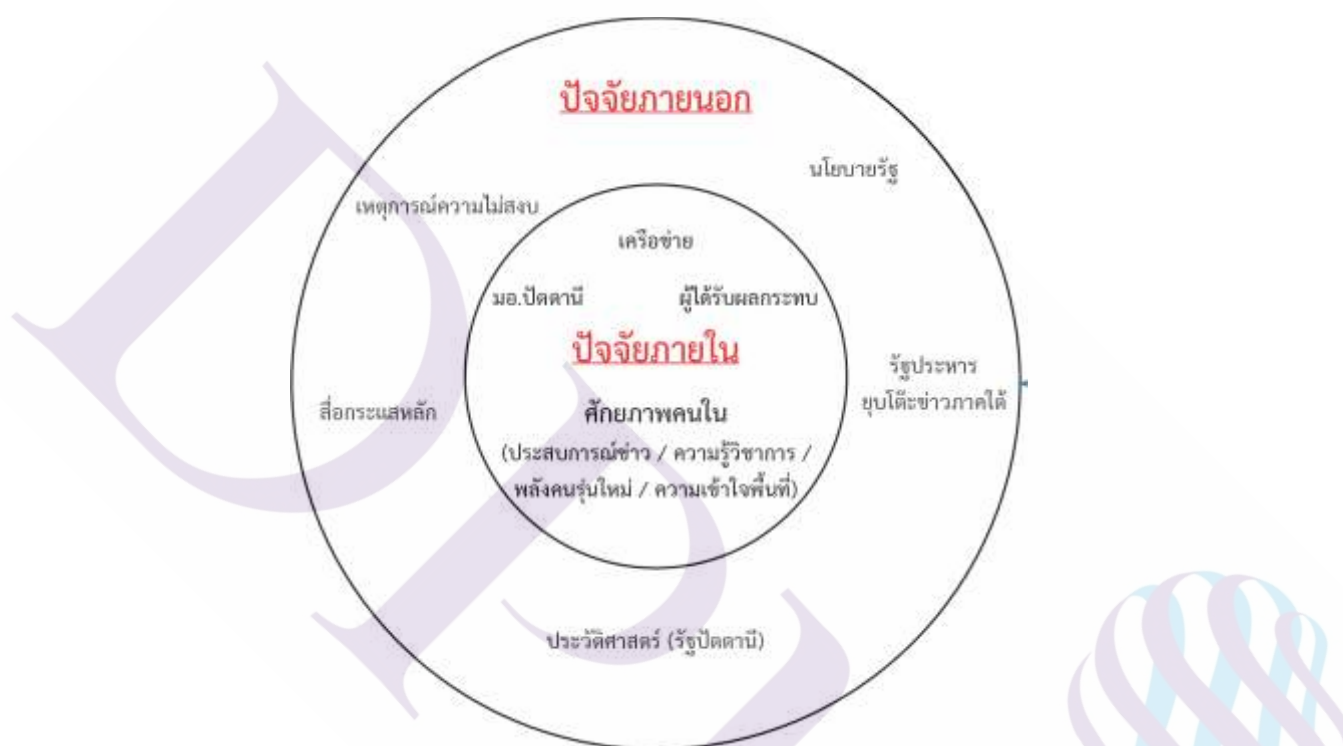 ปัจจัยภายนอก
นโยบายรัฐ
เหตุการณ์ความไม่สงบ
เครือข่าย
มอ.ปัตตานี
ผู้ได้รับผลกระทบ
ปัจจัยภายใน
รัฐประหาร
ยุบโต๊ะข่าวภาคใต้
สื่อกระแสหลัก
ศักยภาพคนใน
(ประสบการณ์ข่าว / ความรู้วิชาการ /
พลังคนรุ่นใหม่ / ความเข้าใจพื้นที่)
ประวัติศาสตร์ (รัฐปัตตานี)